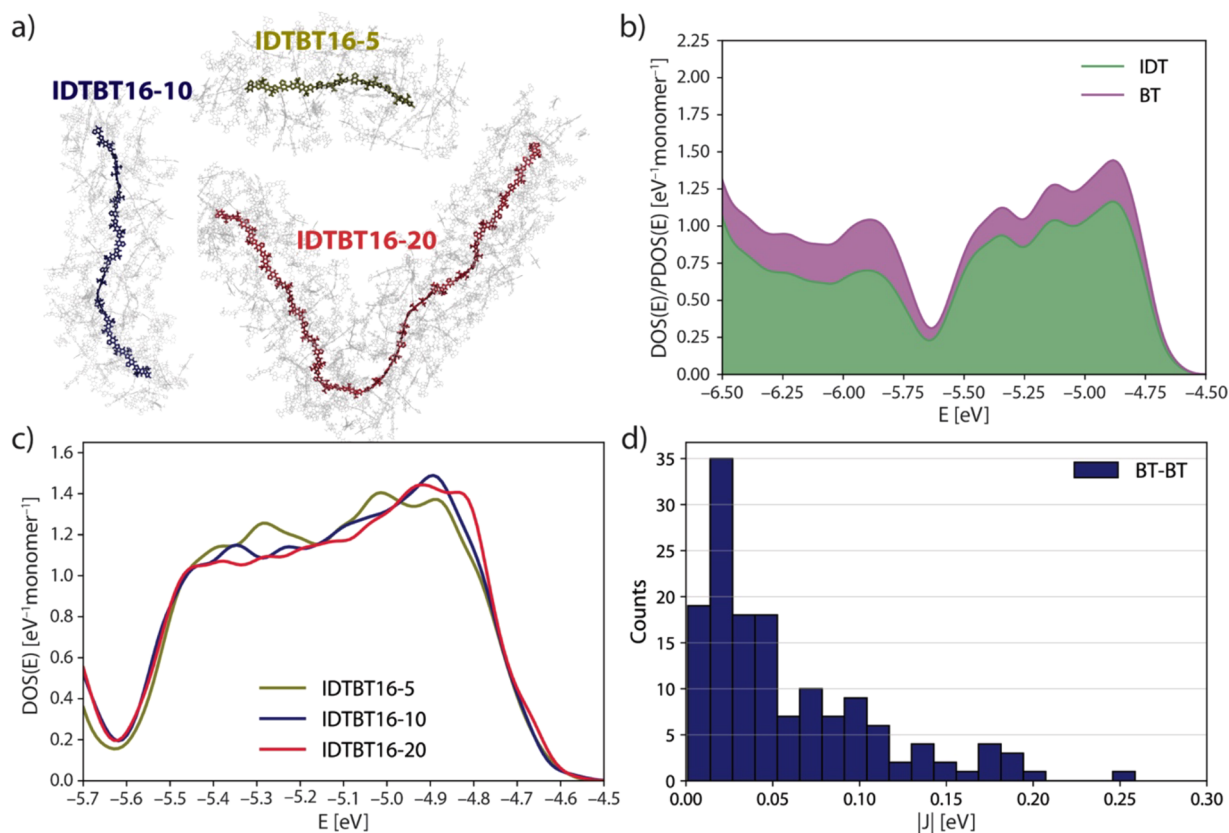 a)
IDTBT16-5
IDTBT16-10
IDTBT16-20
b)
DOS(E)/PDOS(E) [eV⁻¹monomer⁻¹]
2.25
2.00
1.75
1.50
1.25
1.00
0.75
0.50
0.25
0.00
IDT
BT
−6.50 −6.25 −6.00 −5.75 −5.50 −5.25 −5.00 −4.75 −4.50
E [eV]
c)
DOS(E) [eV⁻¹monomer⁻¹]
1.6
1.4
1.2
1.0
0.8
0.6
0.4
0.2
0.0
IDTBT16-5
IDTBT16-10
IDTBT16-20
−5.7 −5.6 −5.5 −5.4 −5.3 −5.2 −5.1 −5.0 −4.9 −4.8 −4.7 −4.6 −4.5
E [eV]
d)
Counts
35
30
25
20
15
10
5
0
BT-BT
0.00 0.05 0.10 0.15 0.20 0.25 0.30
|J| [eV]